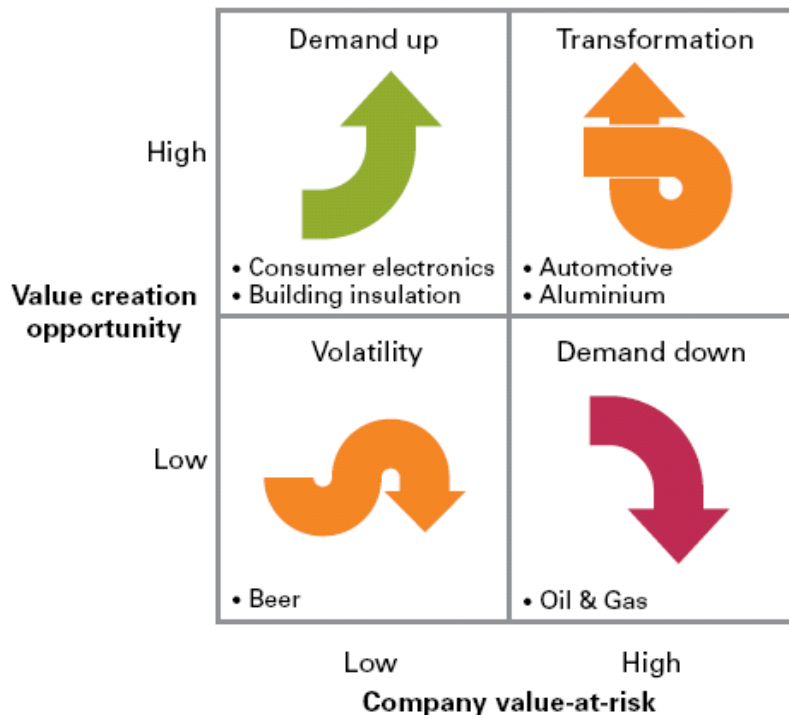 Demand up
Transformation
High
• Consumer electronics
• Building insulation
• Automotive
• Aluminium
Value creation
opportunity
Volatility
Demand down
Low
• Beer
• Oil & Gas
Low
High
Company value-at-risk